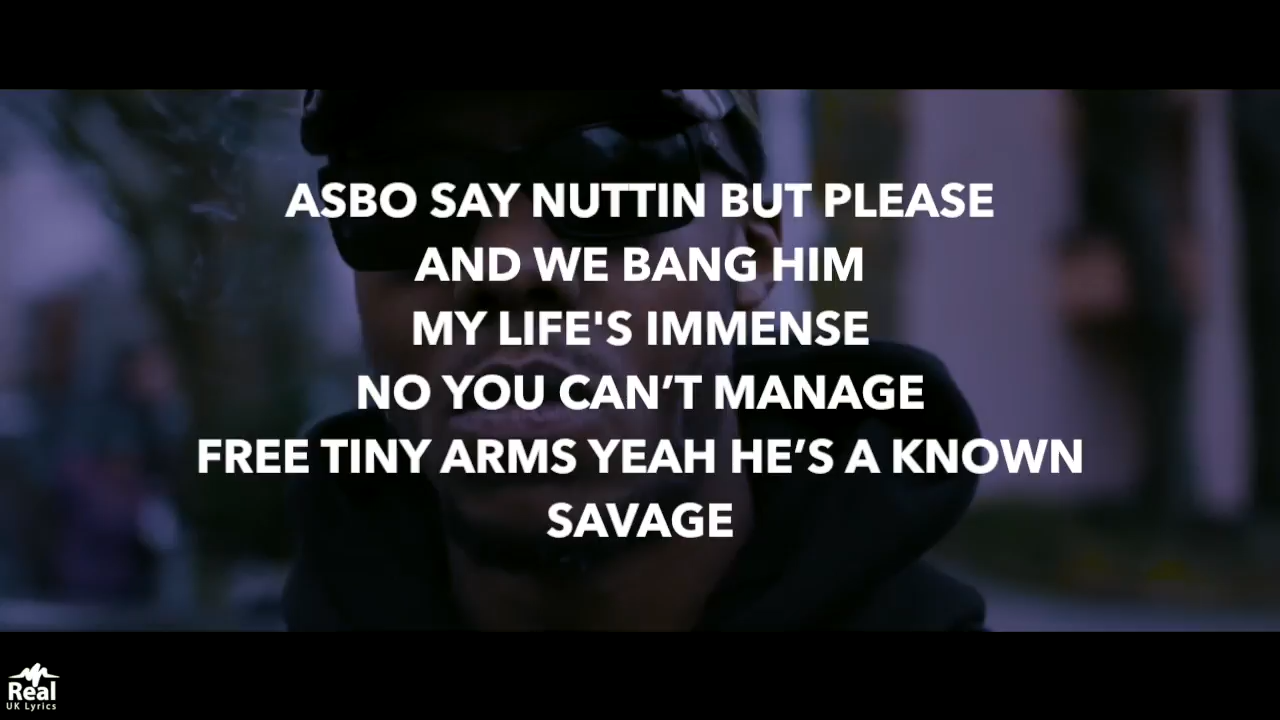 ASBO SAY NUTTIN BUT PLEASE
AND WE BANG HIM
MY LIFE'S IMMENSE
NO YOU CAN’T MANAGE
FREE TINY ARMS YEAH HE’S A KNOWN
SAVAGE
Real
UK Lyrics